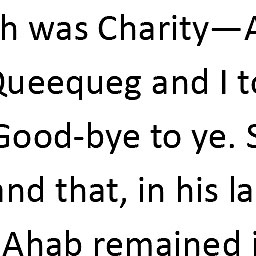 h was Charity—A
Queequeg and I to
Good-bye to ye. S
and that, in his la
Ahab remained i